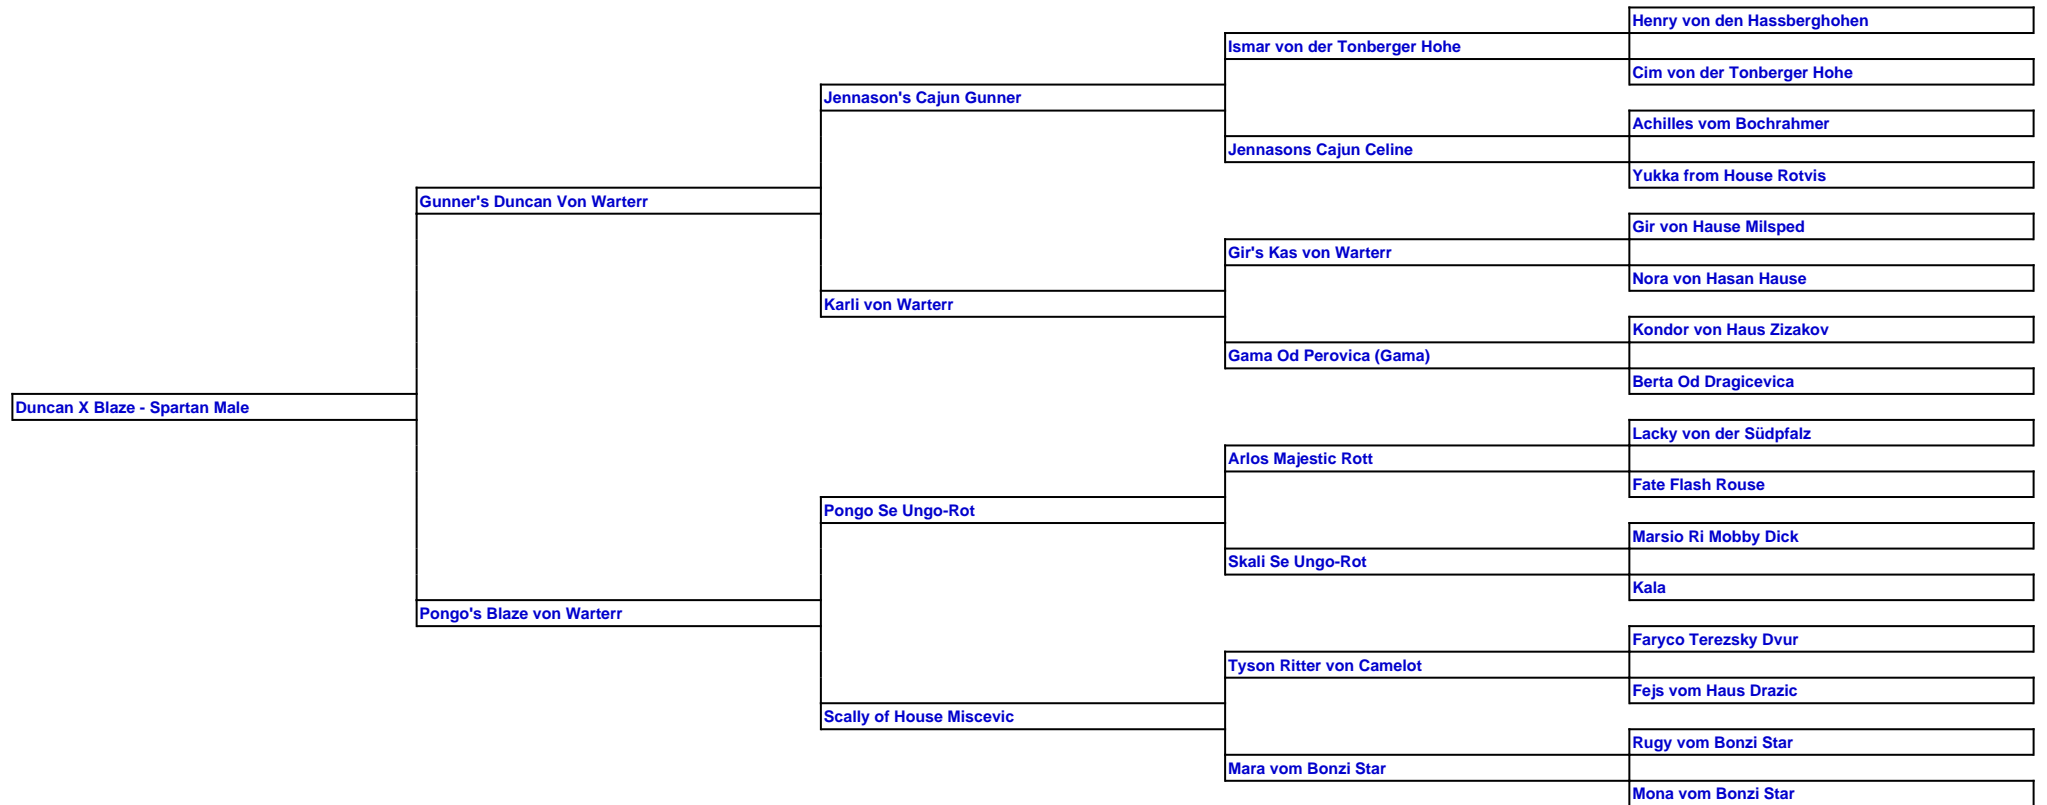 Henry von den Hassberghohen
Ismar von der Tonberger Hohe
Cim von der Tonberger Hohe
Jennason's Cajun Gunner
Achilles vom Bochrahmer
Jennasons Cajun Celine
Yukka from House Rotvis
Gunner's Duncan Von Warterr
Gir von Hause Milsped
Gir's Kas von Warterr
Nora von Hasan Hause
Karli von Warterr
Kondor von Haus Zizakov
Gama Od Perovica (Gama)
Berta Od Dragicevica
Duncan X Blaze - Spartan Male
Lacky von der Südpfalz
Arlos Majestic Rott
Fate Flash Rouse
Pongo Se Ungo-Rot
Marsio Ri Mobby Dick
Skali Se Ungo-Rot
Kala
Pongo's Blaze von Warterr
Faryco Terezsky Dvur
Tyson Ritter von Camelot
Fejs vom Haus Drazic
Scally of House Miscevic
Rugy vom Bonzi Star
Mara vom Bonzi Star
Mona vom Bonzi Star